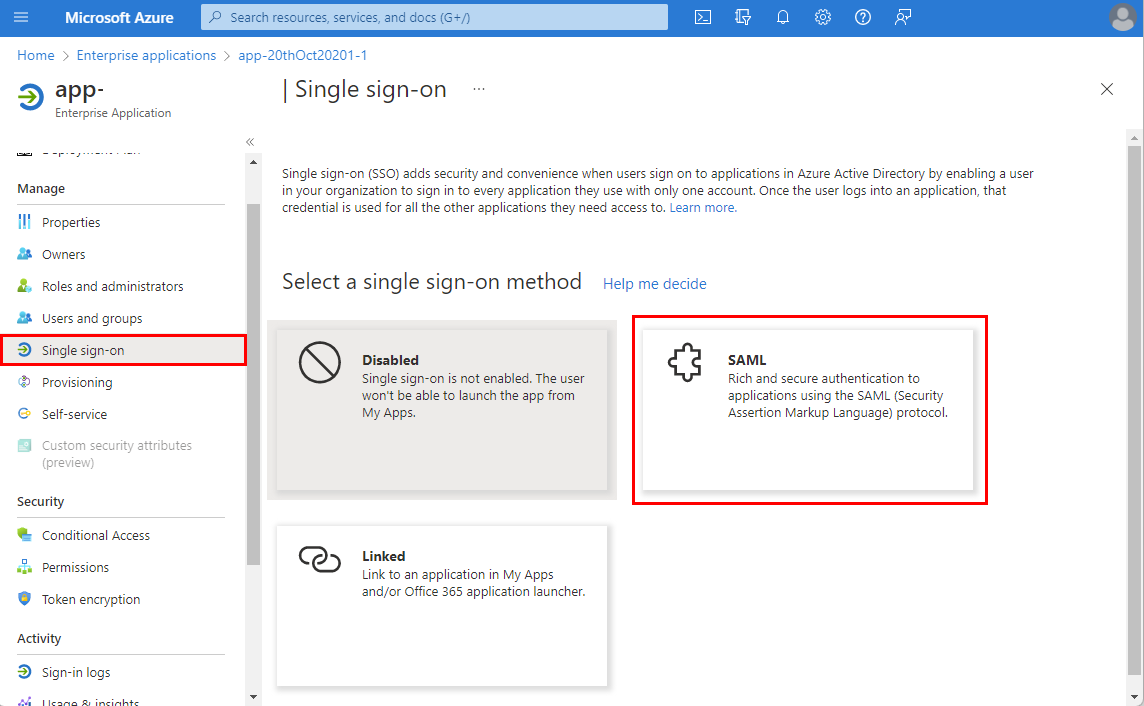 Microsoft Azure
Search resources, services, and docs (G+/)
Home > Enterprise applications > app-20thOct20201-1
app-
Enterprise Application
| Single sign-on ...
Manage
Properties
Owners
Roles and administrators
Users and groups
Single sign-on
Provisioning
Self-service
Custom security attributes
(preview)
Security
Conditional Access
Permissions
Token encryption
Activity
Sign-in logs
Usage & insights
Single sign-on (SSO) adds security and convenience when users sign on to applications in Azure Active Directory by enabling a user
in your organization to sign in to every application they use with only one account. Once the user logs into an application, that
credential is used for all the other applications they need access to. Learn more.
Select a single sign-on method Help me decide
Disabled
Single sign-on is not enabled. The user
won't be able to launch the app from
My Apps.
SAML
Rich and secure authentication to
applications using the SAML (Security
Assertion Markup Language) protocol.
Linked
Link to an application in My Apps
and/or Office 365 application launcher.